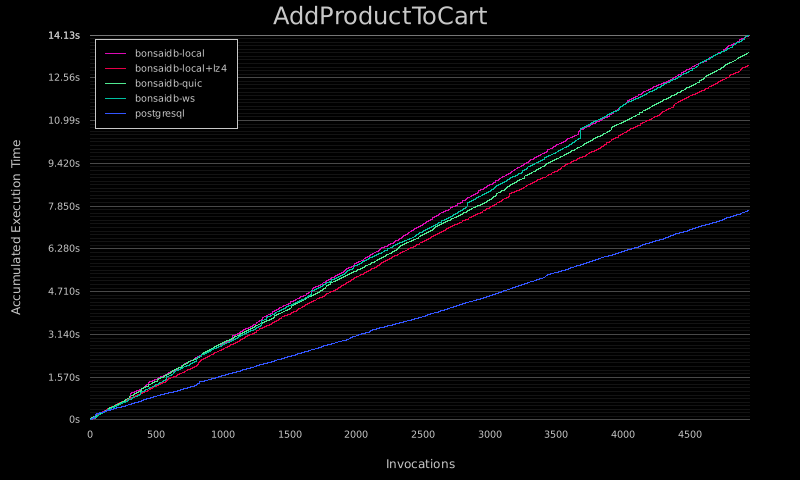 AddProductToCart
14.13s
12.56s
10.99s
9.420s
7.850s
6.280s
4.710s
3.140s
1.570s
0s
bonsaidb-local
bonsaidb-local+lz4
bonsaidb-quic
bonsaidb-ws
postgresql
Accumulated Execution Time
0 500 1000 1500 2000 2500 3000 3500 4000 4500
Invocations